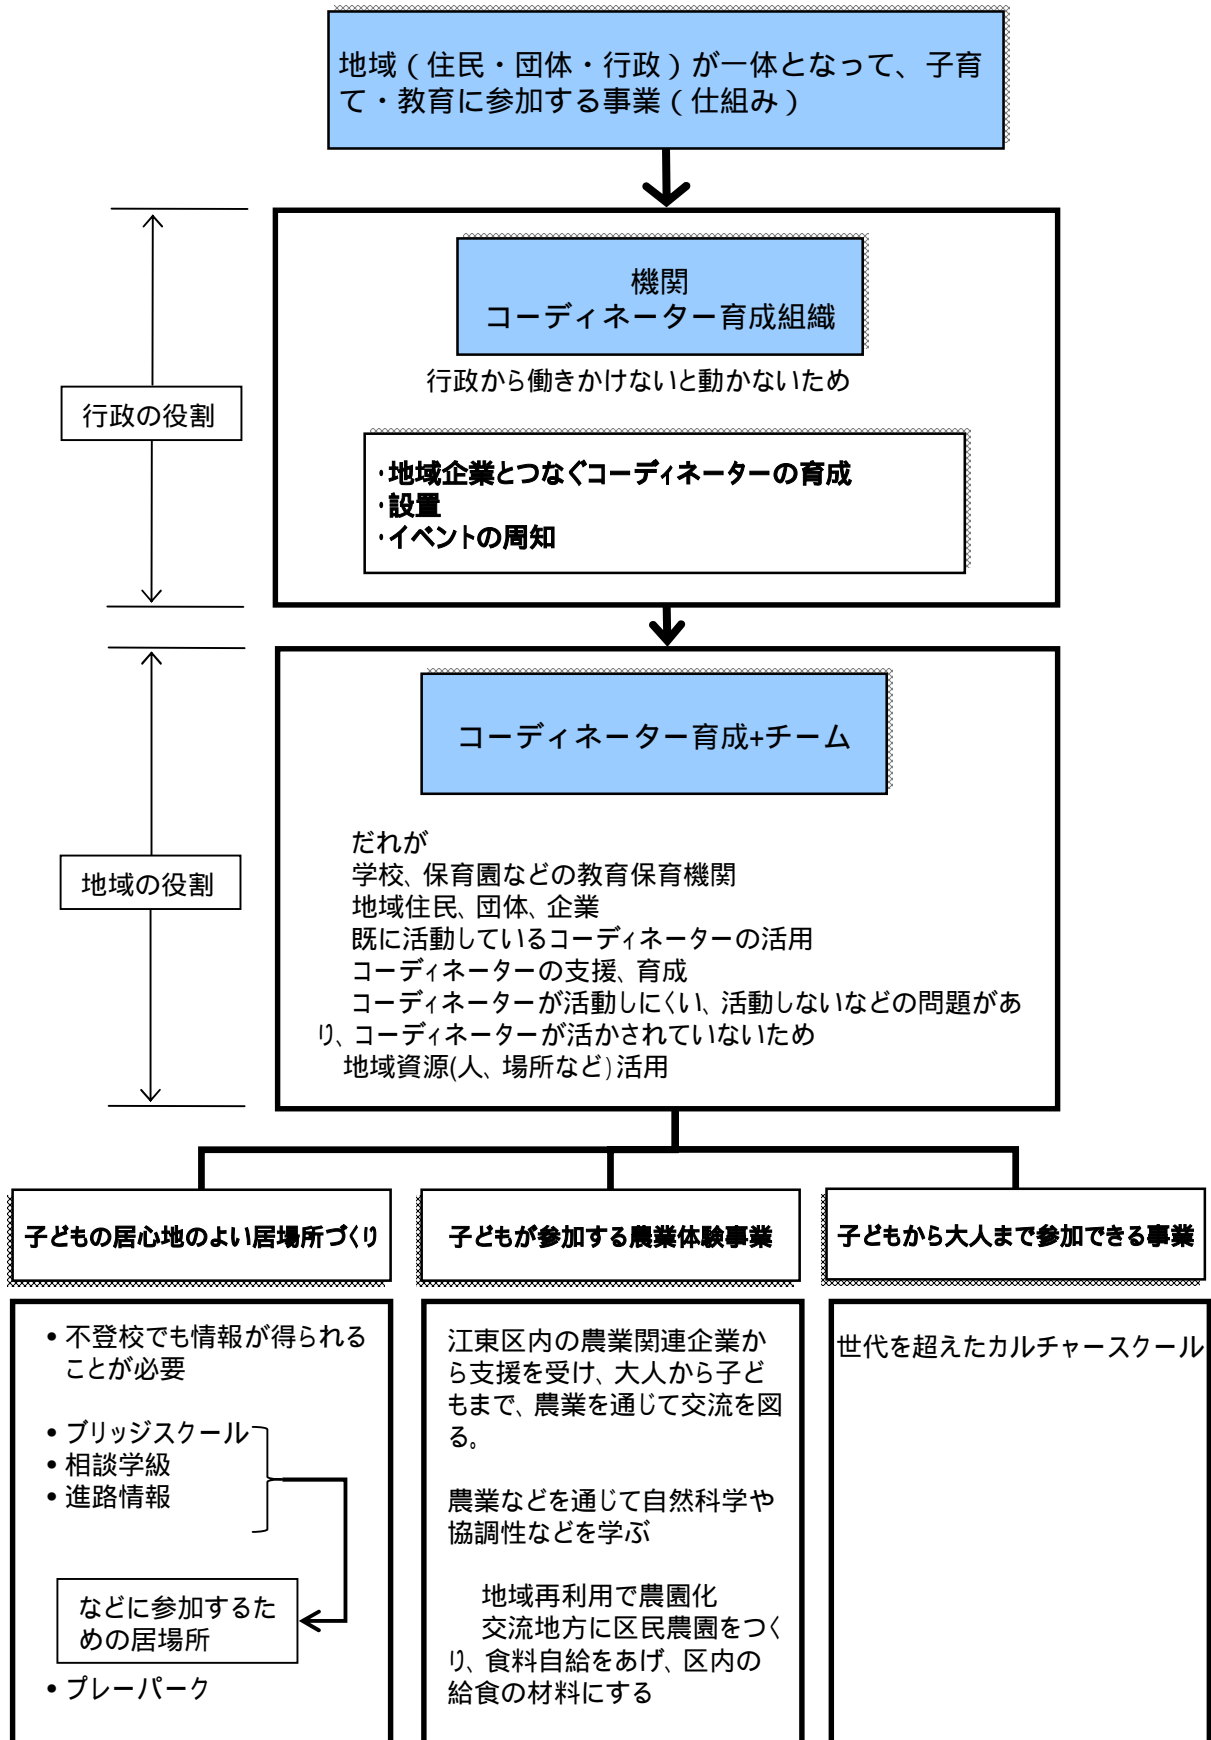 地域（住民・団体・行政）が一体となって、子育
て・教育に参加する事業（仕組み）
機関
コーディネーター育成組織
行政から働きかけないと動かないため
行政の役割
・地域企業とつなぐコーディネーターの育成
・設置
・イベントの周知
コーディネーター育成+チーム
地域の役割
だれが
学校、保育園などの教育保育機関
地域住民、団体、企業
既に活動しているコーディネーターの活用
コーディネーターの支援、育成
コーディネーターが活動しにくい、活動しないなどの問題があ
り、コーディネーターが活かされていないため
地域資源(人、場所など)活用
子どもの居心地のよい居場所づくり
• 不登校でも情報が得られる
ことが必要
• ブリッジスクール
• 相談学級
• 進路情報
などに参加するた
めの居場所
• プレーパーク
子どもが参加する農業体験事業
江東区内の農業関連企業か
ら支援を受け、大人から子ど
もまで、農業を通じて交流を図
る。
農業などを通じて自然科学や
協調性などを学ぶ
地域再利用で農園化
交流地方に区民農園をつく
り、食料自給をあげ、区内の
給食の材料にする
子どもから大人まで参加できる事業
世代を超えたカルチャースクール